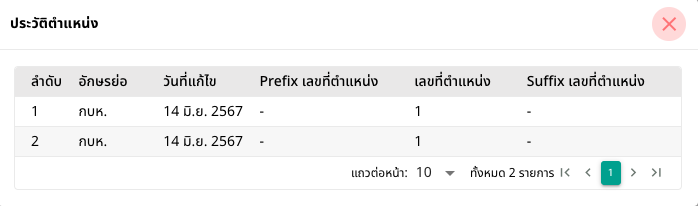 ประวัติตำแหน่ง
ลำดับ อักษรย่อ วันที่แก้ไข Prefix เลขที่ตำแหน่ง เลขที่ตำแหน่ง Suffix เลขที่ตำแหน่ง
1 กบห. 14 มิ.ย. 2567 - 1 -
2 กบห. 14 มิ.ย. 2567 - 1 -
แถวต่อหน้า: 10 ทั้งหมด 2 รายการ 1